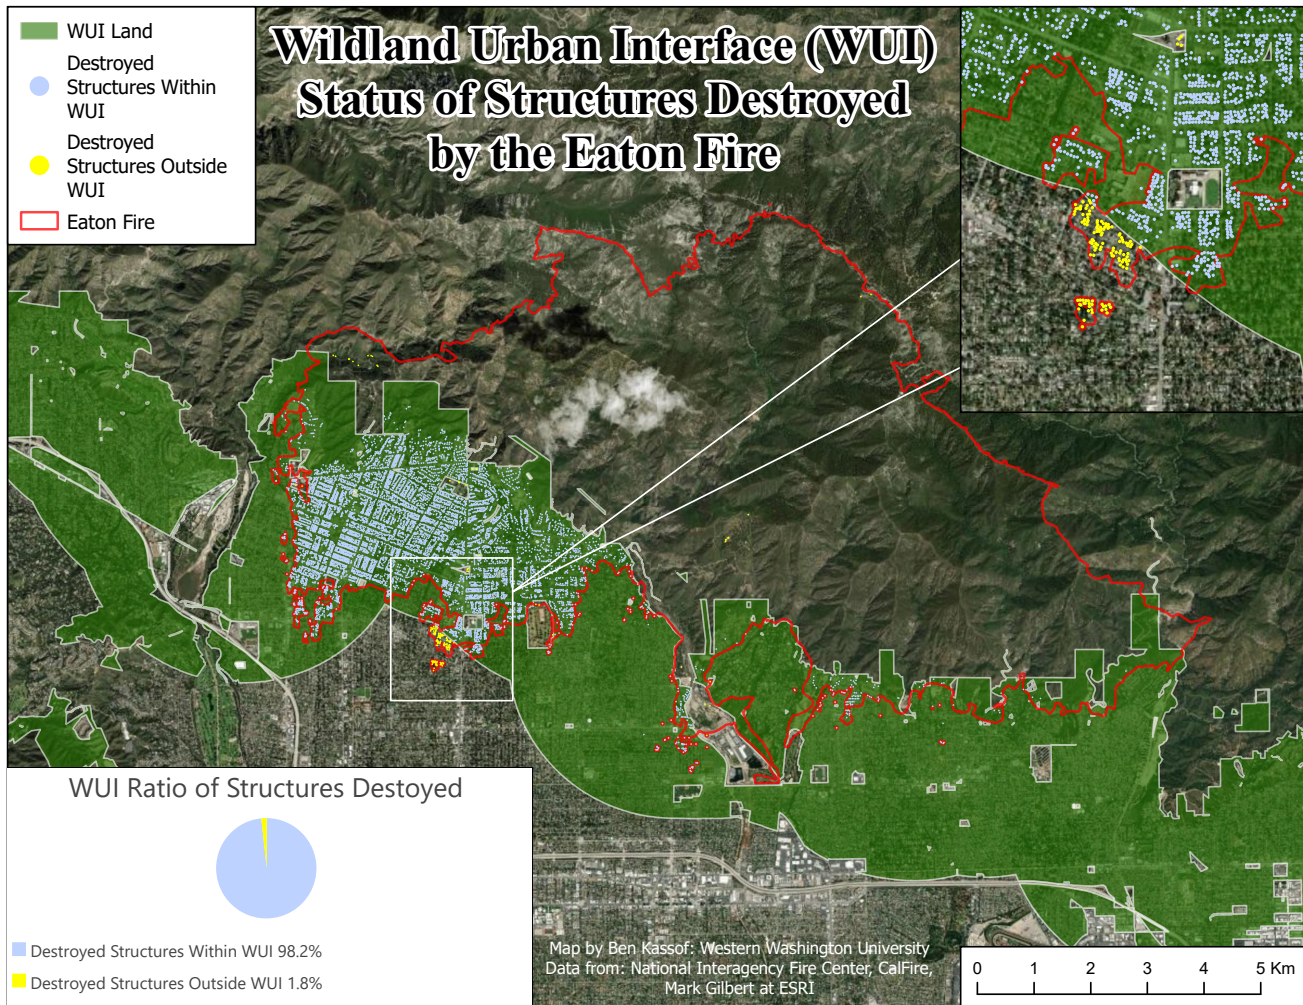 WUI Land
Destroyed
Structures Within
WUI
Destroyed
Structures Outside
WUI
Eaton Fire
Wildland Urban Interface (WUI)
Status of Structures Destroyed
by the Eaton Fire
WUI Ratio of Structures Destoyed
Destroyed Structures Within WUI 98.2%
Destroyed Structures Outside WUI 1.8%
Map by Ben Kassof: Western Washington University
Data from: National Interagency Fire Center, CalFire,
Mark Gilbert at ESRI
0 1 2 3 4 5 Km